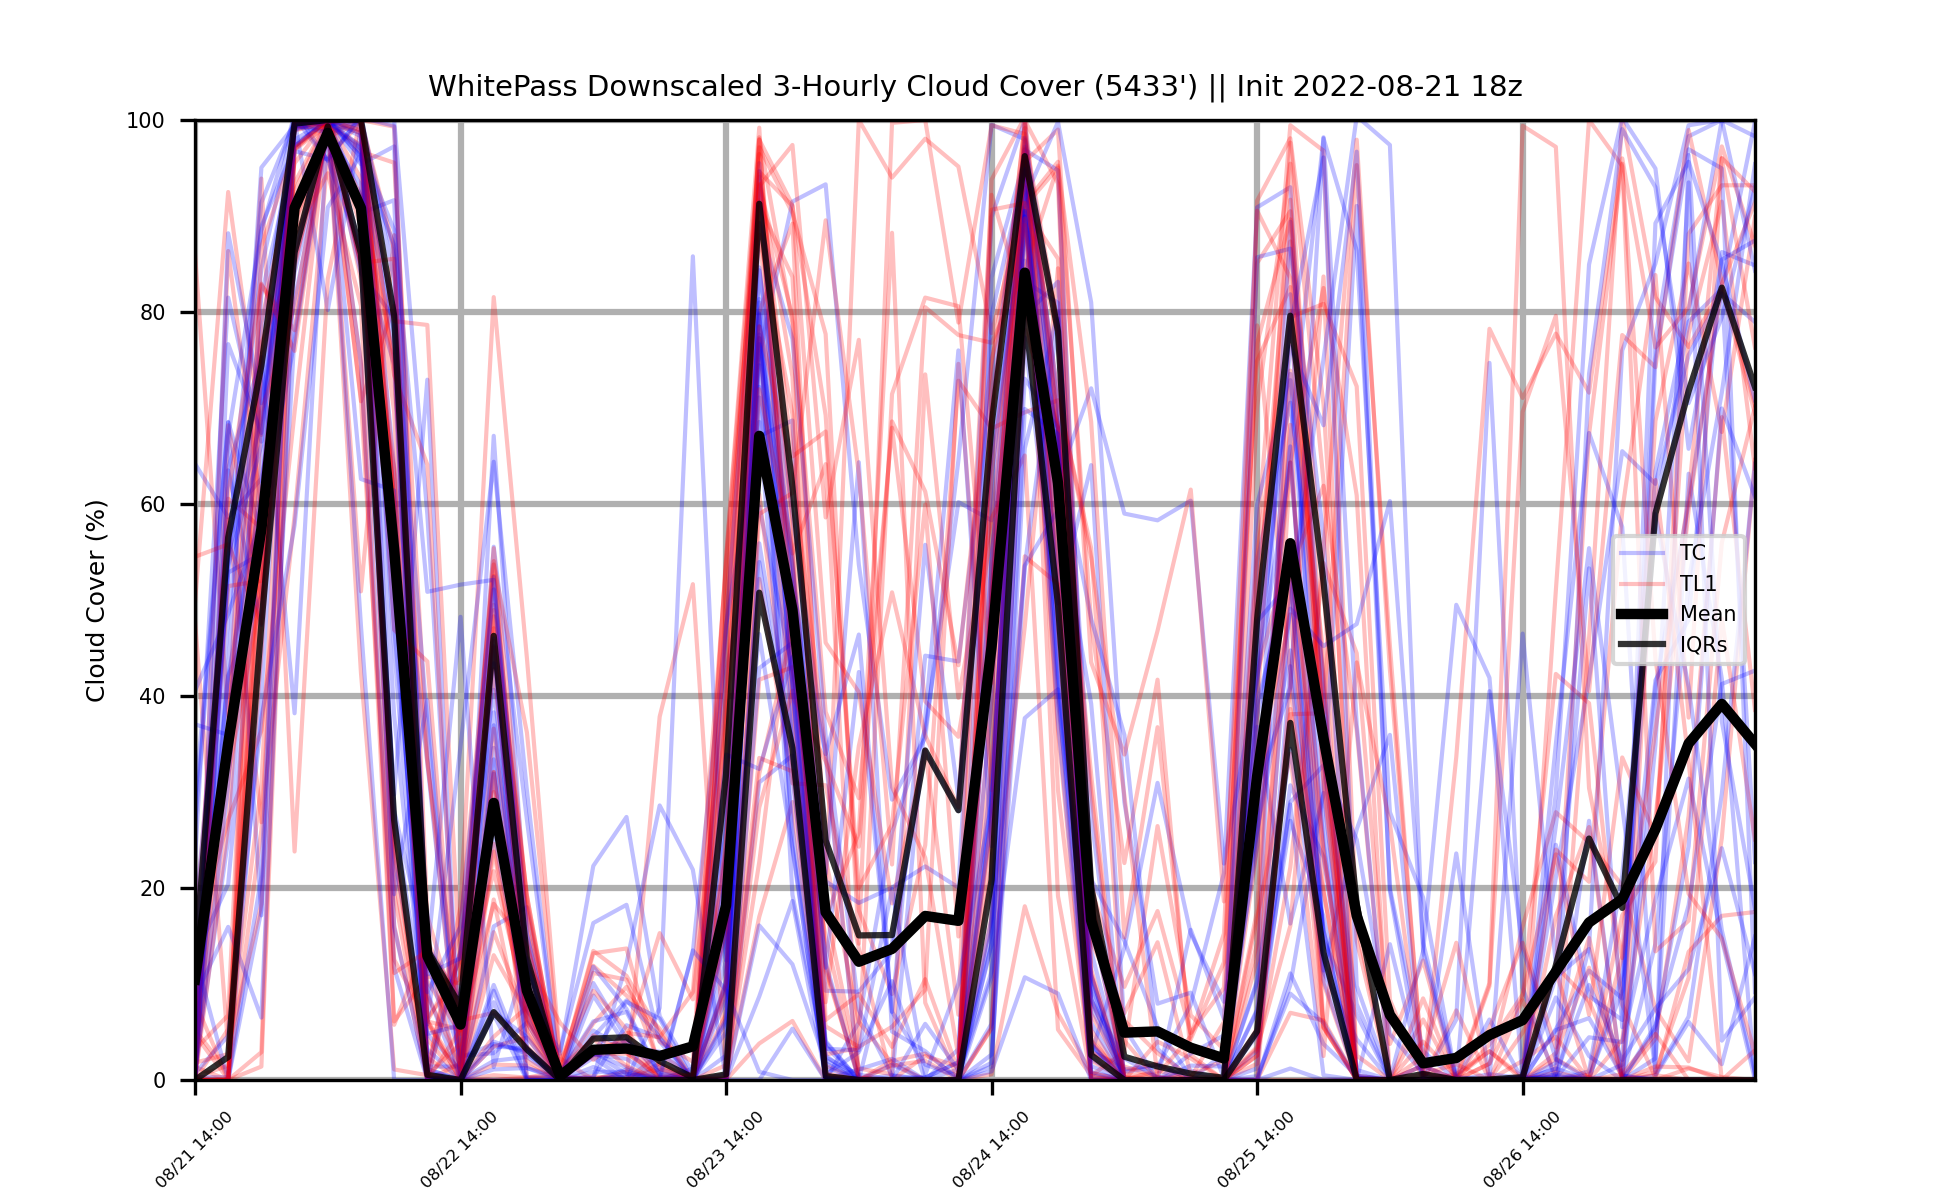 WhitePass Downscaled 3-Hourly Cloud Cover (5433') || Init 2022-08-21 18z
Cloud Cover (%)
100
80
60
40
20
0
TC
TL1
Mean
IQRs
08/21 14:00
08/22 14:00
08/23 14:00
08/24 14:00
08/25 14:00
08/26 14:00